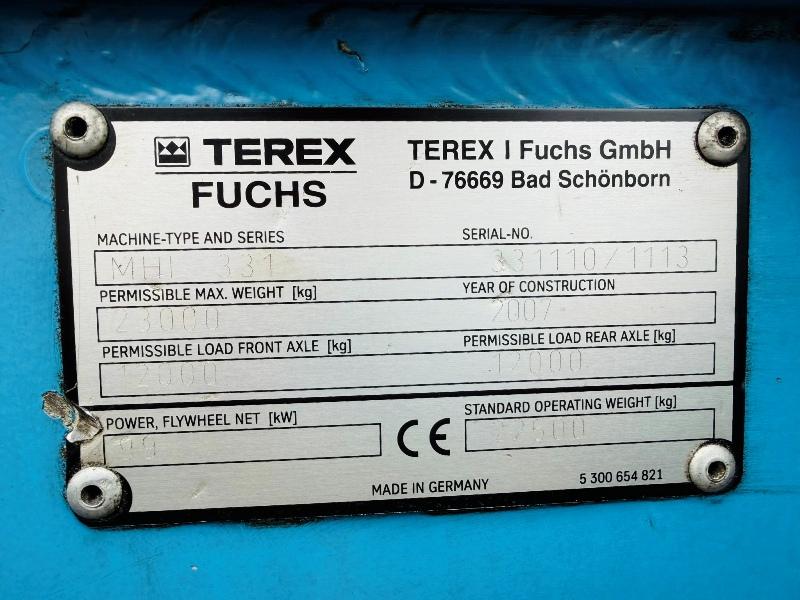 TEREX
FUCHS
TEREX I Fuchs GmbH
D - 76669 Bad Schönborn
MACHINE-TYPE AND SERIES
SERIAL-NO.
MHL 331
331110/1113
PERMISSIBLE MAX. WEIGHT [kg]
YEAR OF CONSTRUCTION
23000
2007
PERMISSIBLE LOAD FRONT AXLE [kg]
PERMISSIBLE LOAD REAR AXLE [kg]
12000
12000
POWER, FLYWHEEL NET [kW]
STANDARD OPERATING WEIGHT [kg]
CE
22500
MADE IN GERMANY
5 300 654 821